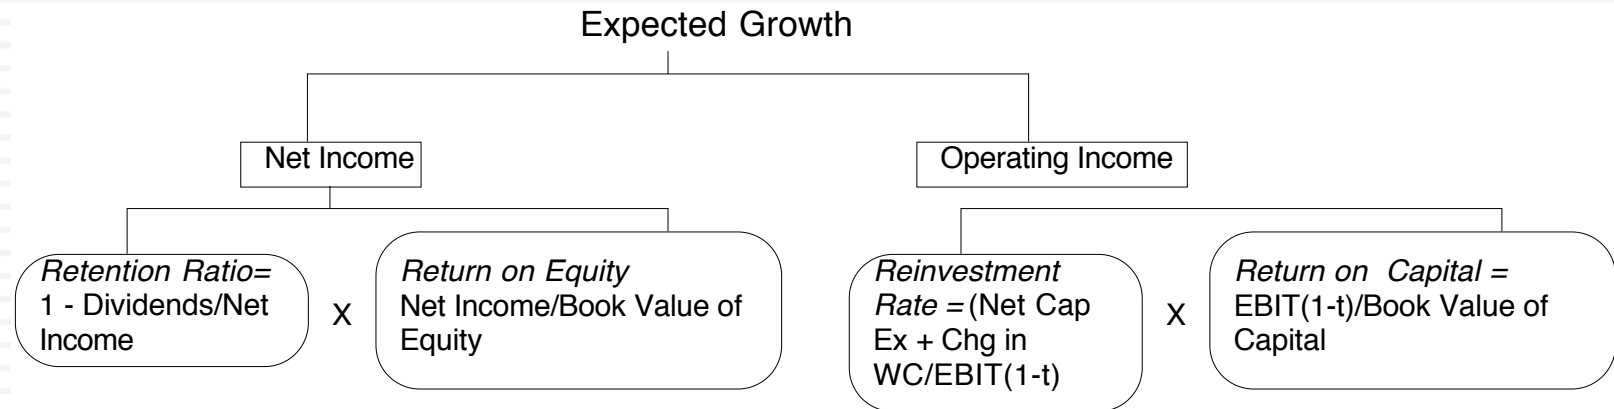 Expected Growth
Net Income
Operating Income
Retention Ratio=
1 - Dividends/Net
Income
X
Return on Equity
Net Income/Book Value of
Equity
Reinvestment
Rate = (Net Cap
Ex + Chg in
WC/EBIT(1-t)
X
Return on Capital =
EBIT(1-t)/Book Value of
Capital